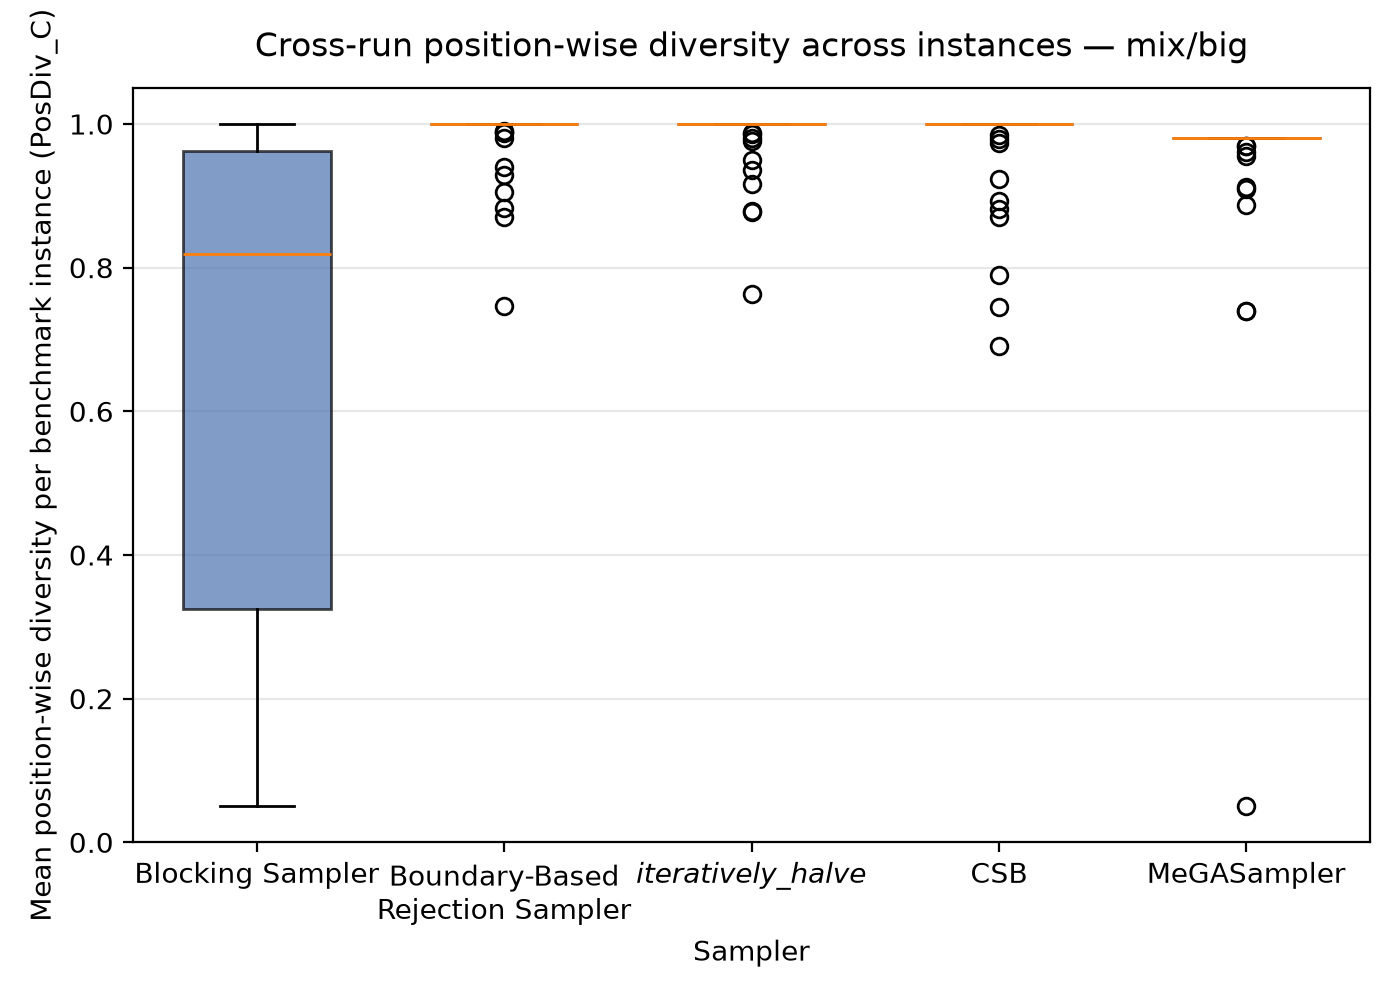 Cross-run position-wise diversity across instances — mix/big
Mean position-wise diversity per benchmark instance (PosDiv_C)
1.0
0.8
0.6
0.4
0.2
0.0
Blocking Sampler
Boundary-Based
Rejection Sampler
iteratively_halve
CSB
MeGASampler
Sampler